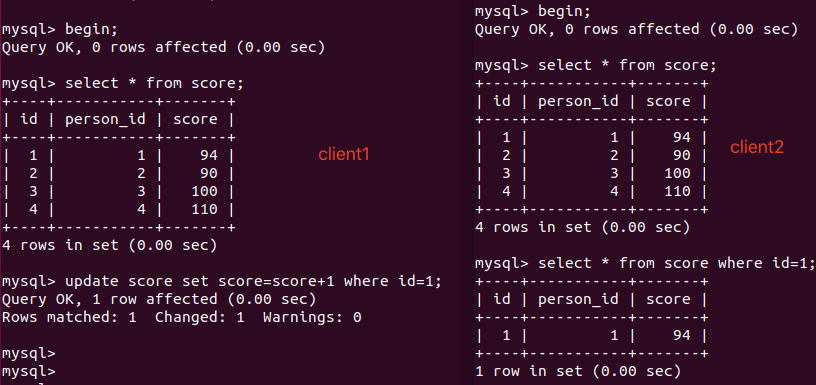 mysql> begin;
Query OK, 0 rows affected (0.00 sec)
mysql> select * from score;
+----+-----------+-------+
| id | person_id | score |
+----+-----------+-------+
|  1 |         1 |    94 |
|  2 |         2 |    90 |
|  3 |         3 |   100 |
|  4 |         4 |   110 |
+----+-----------+-------+
4 rows in set (0.00 sec)
mysql> update score set score=score+1 where id=1;
Query OK, 1 row affected (0.00 sec)
Rows matched: 1  Changed: 1  Warnings: 0
mysql>
mysql>
client1
mysql> begin;
Query OK, 0 rows affected (0.00 sec)
mysql> select * from score;
+----+-----------+-------+
| id | person_id | score |
+----+-----------+-------+
|  1 |         1 |    94 |
|  2 |         2 |    90 |
|  3 |         3 |   100 |
|  4 |         4 |   110 |
+----+-----------+-------+
4 rows in set (0.00 sec)
mysql> select * from score where id=1;
+----+-----------+-------+
| id | person_id | score |
+----+-----------+-------+
|  1 |         1 |    94 |
+----+-----------+-------+
1 row in set (0.00 sec)
client2